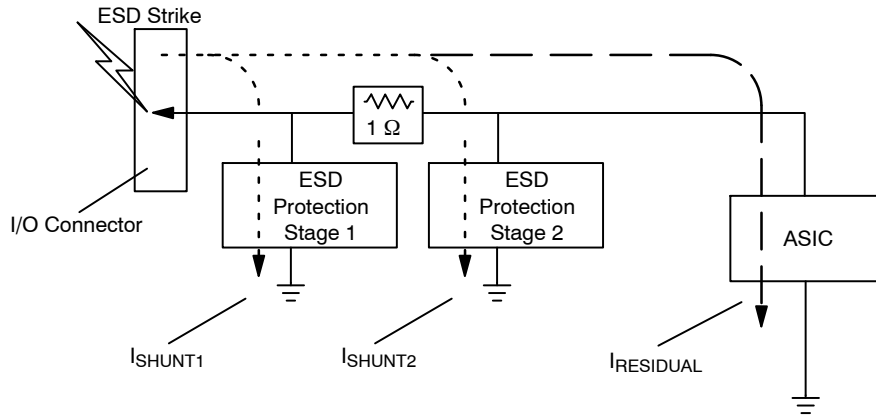 ESD Strike
1 Ω
ESD
Protection
Stage 1
ESD
Protection
Stage 2
ASIC
I/O Connector
ISHUNT1
ISHUNT2
IRESIDUAL